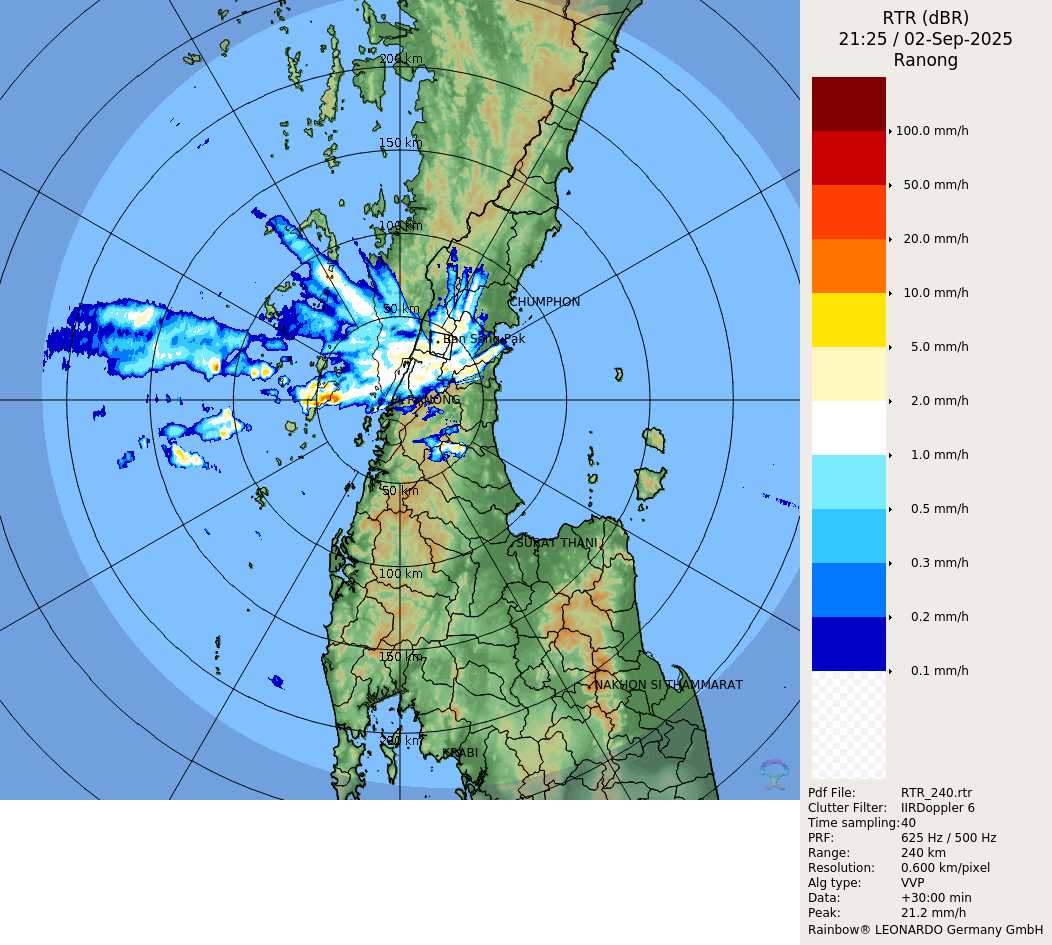 RTR (dBR)
21:25 / 02-Sep-2025
Ranong
200 km
150 km
100 km
50 km
CHUMPHON
Ban Song Pak
RANONG
50 km
SURAT THANI
100 km
150 km
NAKHON SI THAMMARAT
200 km
KRABI
100.0 mm/h
50.0 mm/h
20.0 mm/h
10.0 mm/h
5.0 mm/h
2.0 mm/h
1.0 mm/h
0.5 mm/h
0.3 mm/h
0.2 mm/h
0.1 mm/h
Pdf File: RTR_240.rtr
Clutter Filter: IIRDoppler 6
Time sampling:40
PRF: 625 Hz / 500 Hz
Range: 240 km
Resolution: 0.600 km/pixel
Alg type: VVP
Data: +30:00 min
Peak: 21.2 mm/h
Rainbow® LEONARDO Germany GmbH